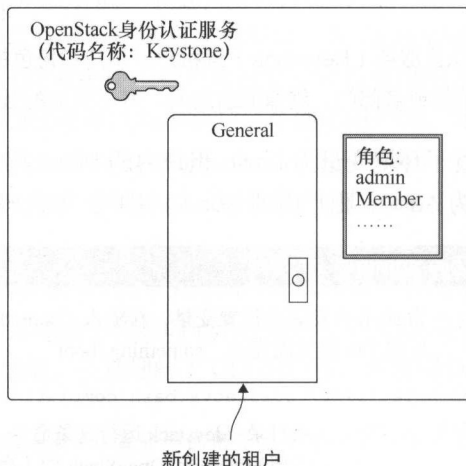 OpenStack身份认证服务
(代码名称：Keystone)
General
角色
admin
Member
……
新创建的租户